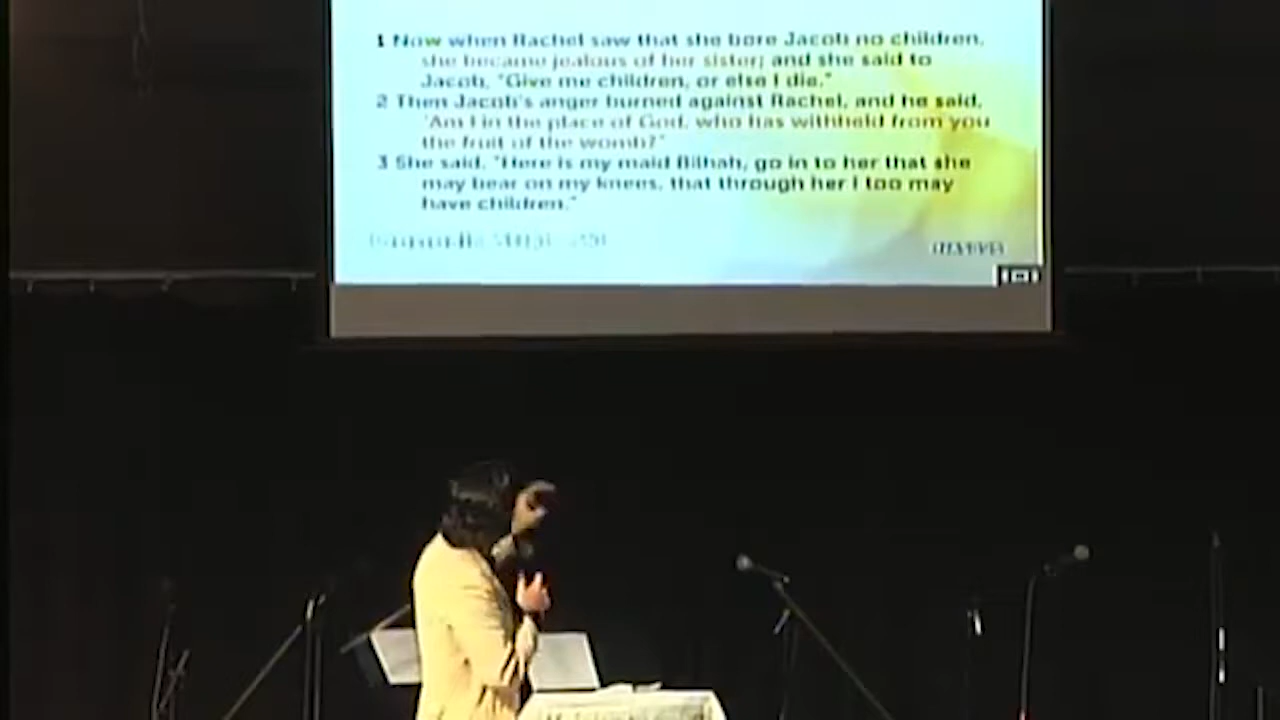 1 Now when Rachel saw that she bore Jacob no children,
she became jealous of her sister; and she said to
Jacob, "Give me children, or else I die."
2 Then Jacob's anger burned against Rachel, and he said,
"Am I in the place of God, who has withheld from you
the fruit of the womb?"
3 She said, "Here is my maid Bilhah, go in to her that she
may bear on my knees, that through her I too may
have children."